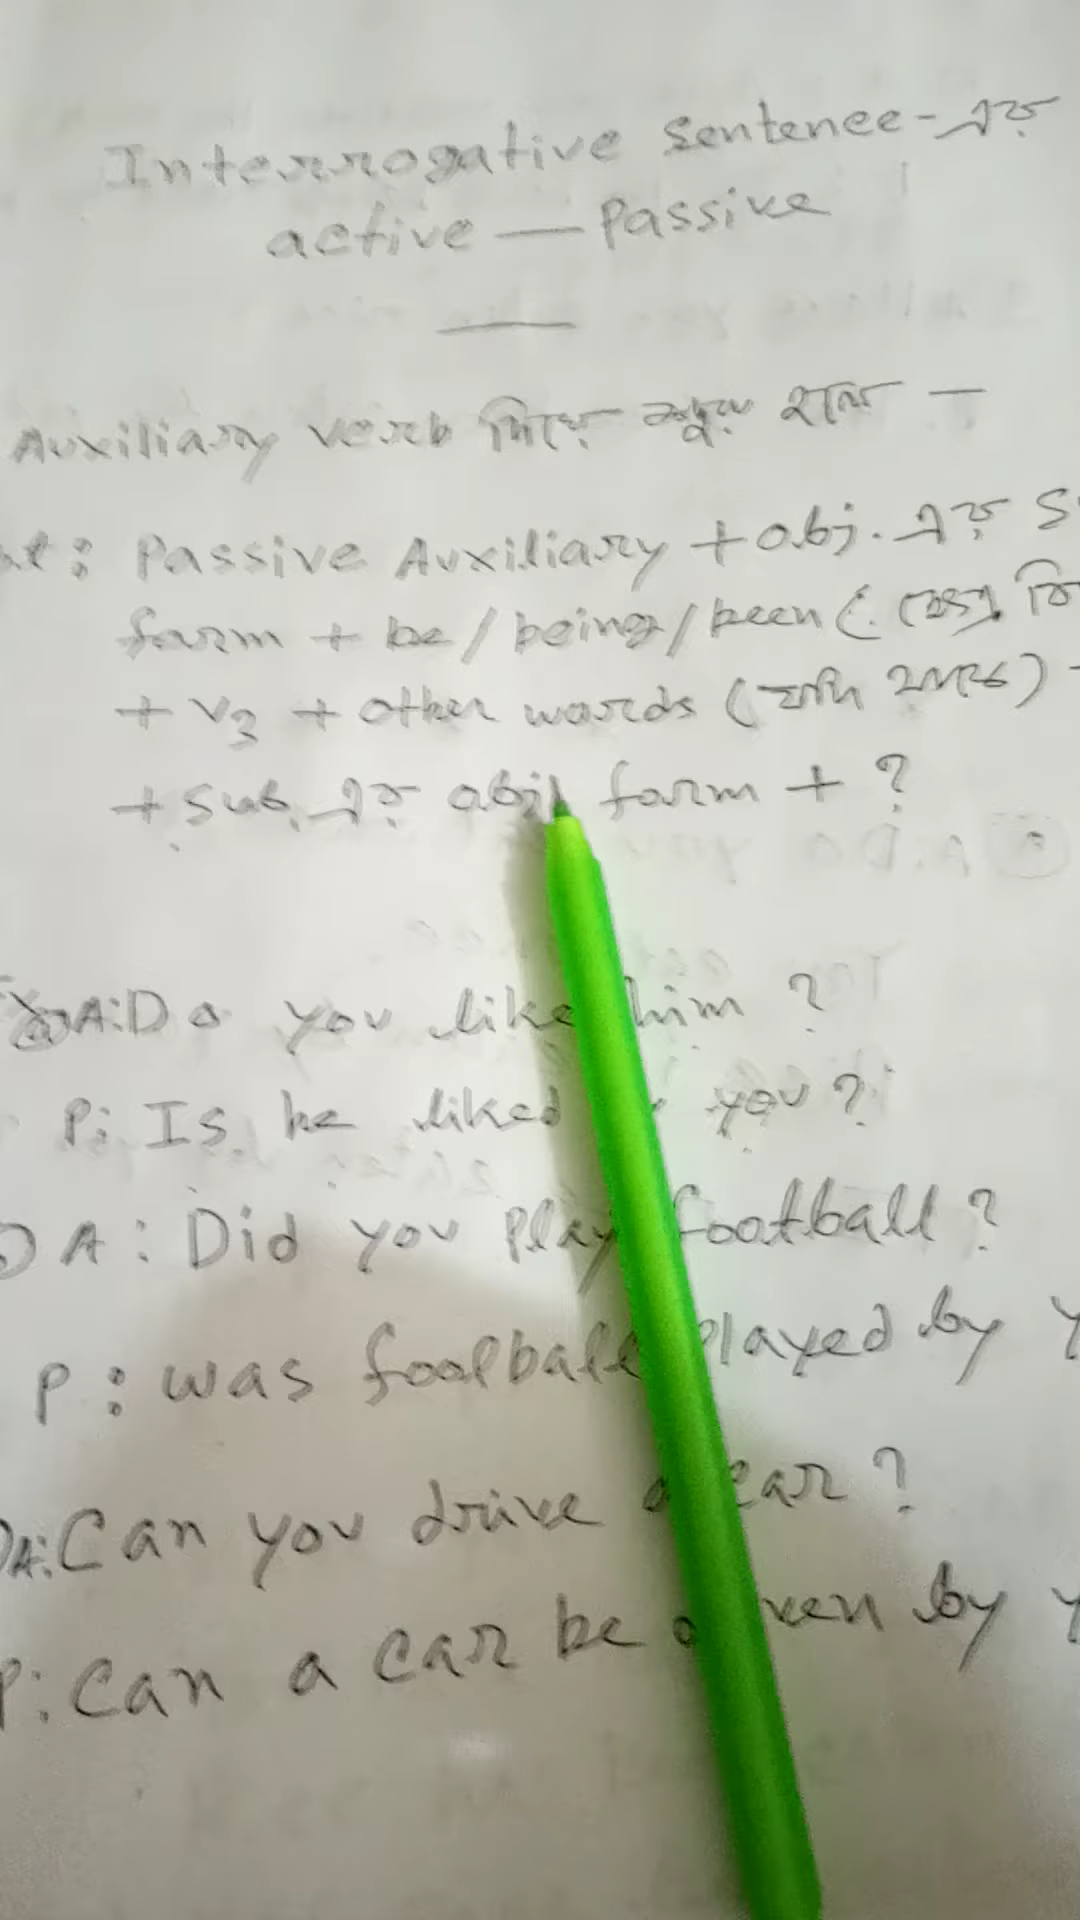 Interrogative Sentence-এর
active — Passive
Auxiliary verb দিয়ে শুরু হলে —
Passive Auxiliary + obj. এর
form + be/being/been (
+ V3 + other words (যদি থাকে)
+ Sub. এর obj. form + ?
A: Do you like him ?
P: Is he liked you ?
A: Did you play football ?
P: was football played by
A: Can you drive a car ?
P: Can a car be by